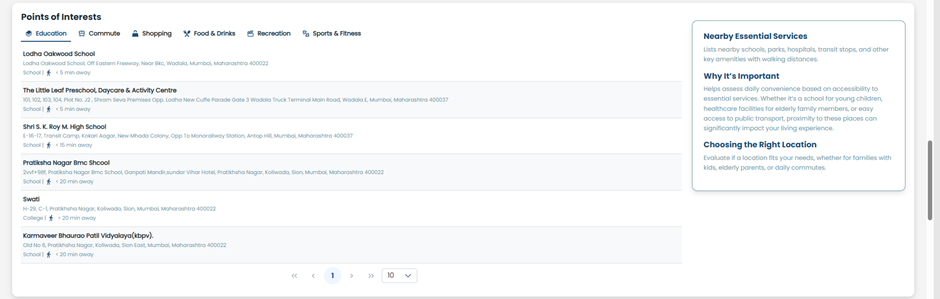 Points of Interests
Education Commute Shopping Food & Drinks Recreation Sports & Fitness
Lodha Oakwood School
Lodha Oakwood School, Off Eastern Freeway, Near Bkc, Wadala, Mumbai, Maharashtra 400022
School | < 5 min away
The Little Leaf Preschool, Daycare & Activity Centre
101, 102, 103, 104, Plot No. J2 , Shram Seva Premises Opp. Lodha New Cuffe Parade Gate 3 Wadala Truck Terminal Main Road, Wadala E, Mumbai, Maharashtra 400037
School | < 5 min away
Shri S. K. Roy M. High School
E-16-17, Transit Camp, Kokari Aagar, New Mhada Colony, Opp To Monorailway Station, Antop Hill, Mumbai, Maharashtra 400037
School | < 15 min away
Pratiksha Nagar Bmc Shcool
2vvf+98f, Pratiksha Nagar Bmc School, Ganpati Mandir,sundar Vihar Hotel, Pratikhsha Nagar, Koliwada, Sion, Mumbai, Maharashtra 400022
School | < 20 min away
Swati
H-29, C-1, Pratikhsha Nagar, Koliwada, Sion, Mumbai, Maharashtra 400022
College | < 20 min away
Karmaveer Bhaurao Patil Vidyalaya(kbpv).
Old No 6, Pratikhsha Nagar, Koliwada, Sion East, Mumbai, Maharashtra 400022
School | < 20 min away
1
10
Nearby Essential Services
Lists nearby schools, parks, hospitals, transit stops, and other
key amenities with walking distances.
Why It's Important
Helps assess daily convenience based on accessibility to
essential services. Whether it's a school for young children,
healthcare facilities for elderly family members, or easy
access to public transport, proximity to these places can
significantly impact your living experience.
Choosing the Right Location
Evaluate if a location fits your needs, whether for families with
kids, elderly parents, or daily commutes.